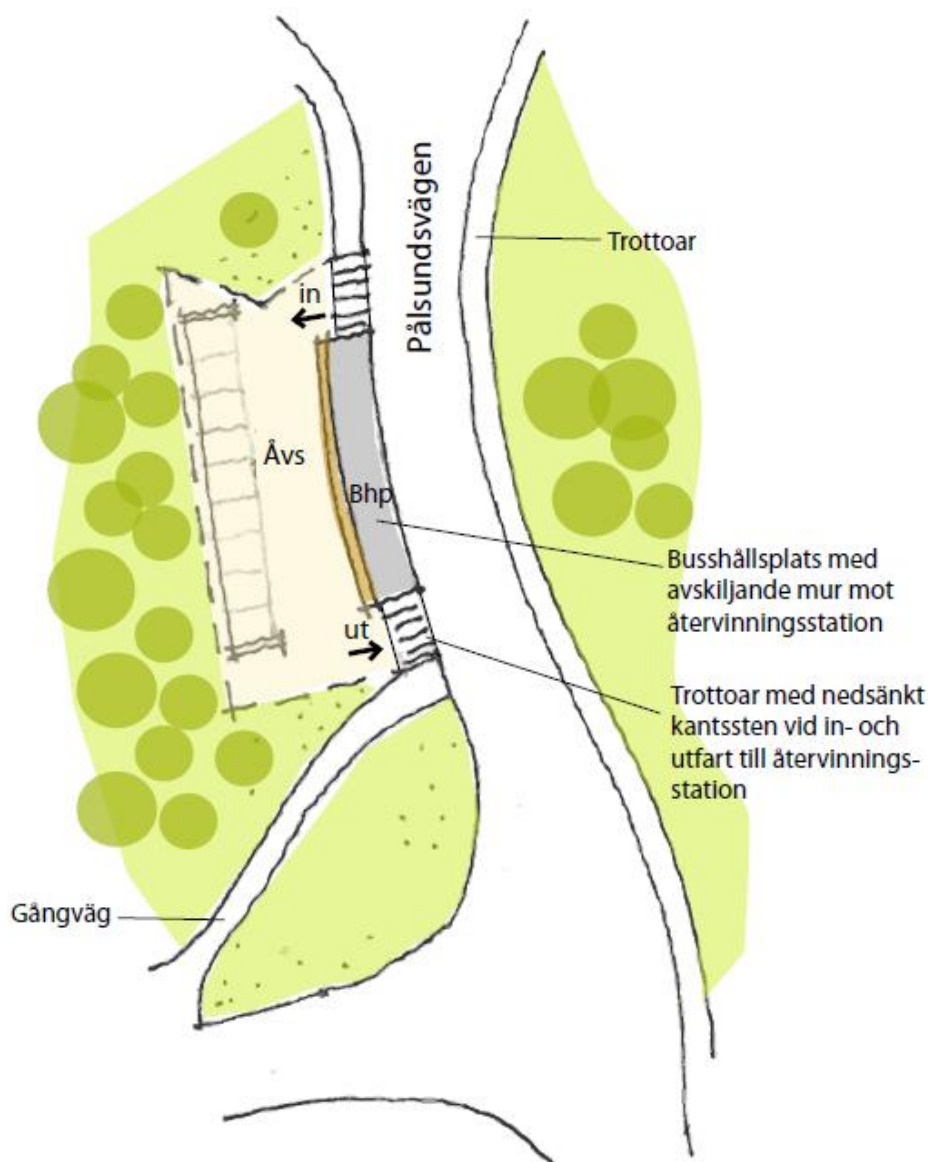 Pålsundsvägen
Trottoar
in
Åvs
Bhp
Busshållsplats med
avskiljande mur mot
återvinningsstation
ut
Trottoar med nedsänkt
kantssten vid in- och
utfart till återvinnings-
station
Gångväg